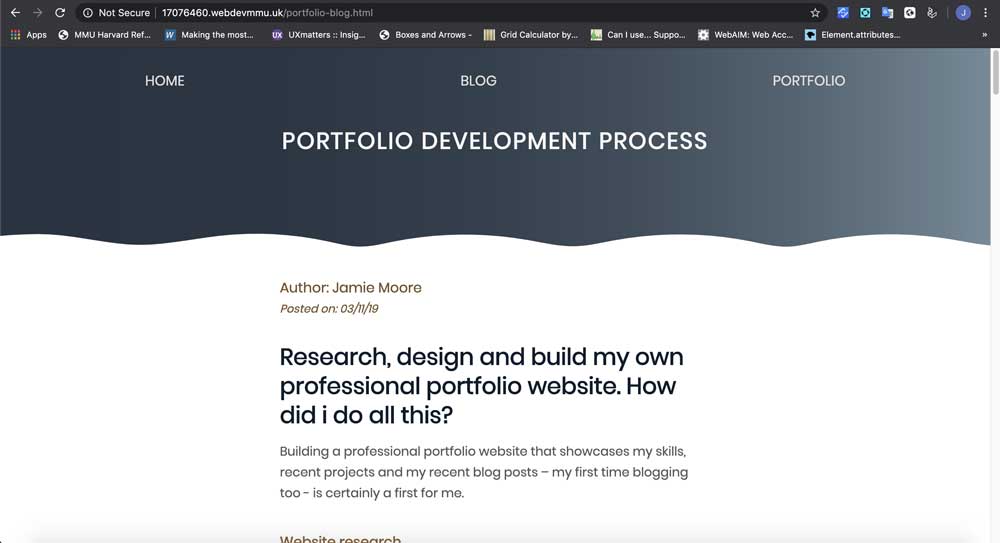 Not Secure | 17076460.webdevmmu.uk/portfolio-blog.html
J
Apps MMU Harvard Ref... W Making the most... UX UXmatters :: Insig... Boxes and Arrows - Grid Calculator by... Can I use... Suppo... WebAIM: Web Acc... Element.attributes... »
HOME BLOG PORTFOLIO
PORTFOLIO DEVELOPMENT PROCESS
Author: Jamie Moore
Posted on: 03/11/19
Research, design and build my own
professional portfolio website. How
did i do all this?
Building a professional portfolio website that showcases my skills,
recent projects and my recent blog posts – my first time blogging
too - is certainly a first for me.
Website research